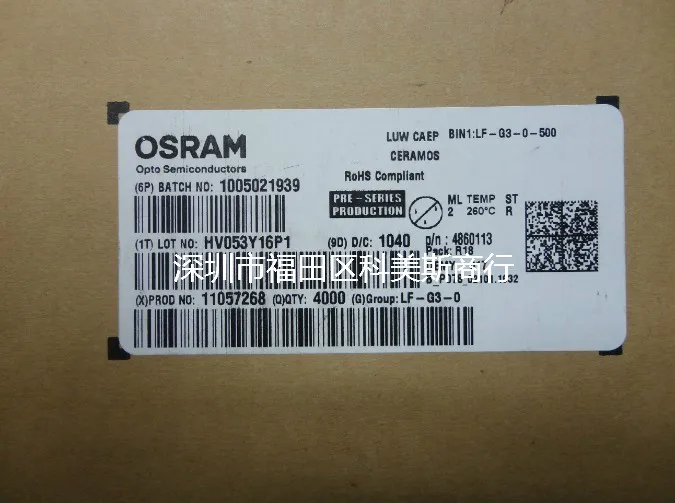 OSRAM
Opto Semiconductors
LUW CAEP BIN1:LF-G3-0-500
CERAMOS
RoHS Compliant
(6P) BATCH NO: 1005021939
PRE-SERIES
PRODUCTION
ML TEMP ST
2 260°C R
(1T) LOT NO: HV053Y16P1 (9D) D/C: 1040 p/n : 4860113
Pack: R18
深圳市福田区科美斯商行
(X)PROD NO: 11057268 (Q)QTY: 4000 (G)Group: LF-G3-0